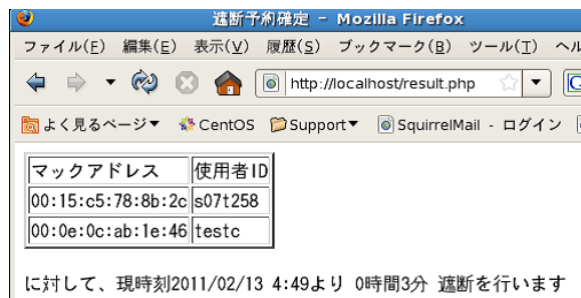 遮断予約確定 - Mozilla Firefox
ファイル(F) 編集(E) 表示(V) 履歴(S) ブックマーク(B) ツール(T) ヘル
http://localhost/result.php
よく見るページ▼ CentOS Support▼ SquirrelMail - ログイン
マックアドレス 使用者ID
00:15:c5:78:8b:2c s07t258
00:0e:0c:ab:1e:46 testc
に対して、現時刻2011/02/13 4:49より 0時間3分 遮断を行います